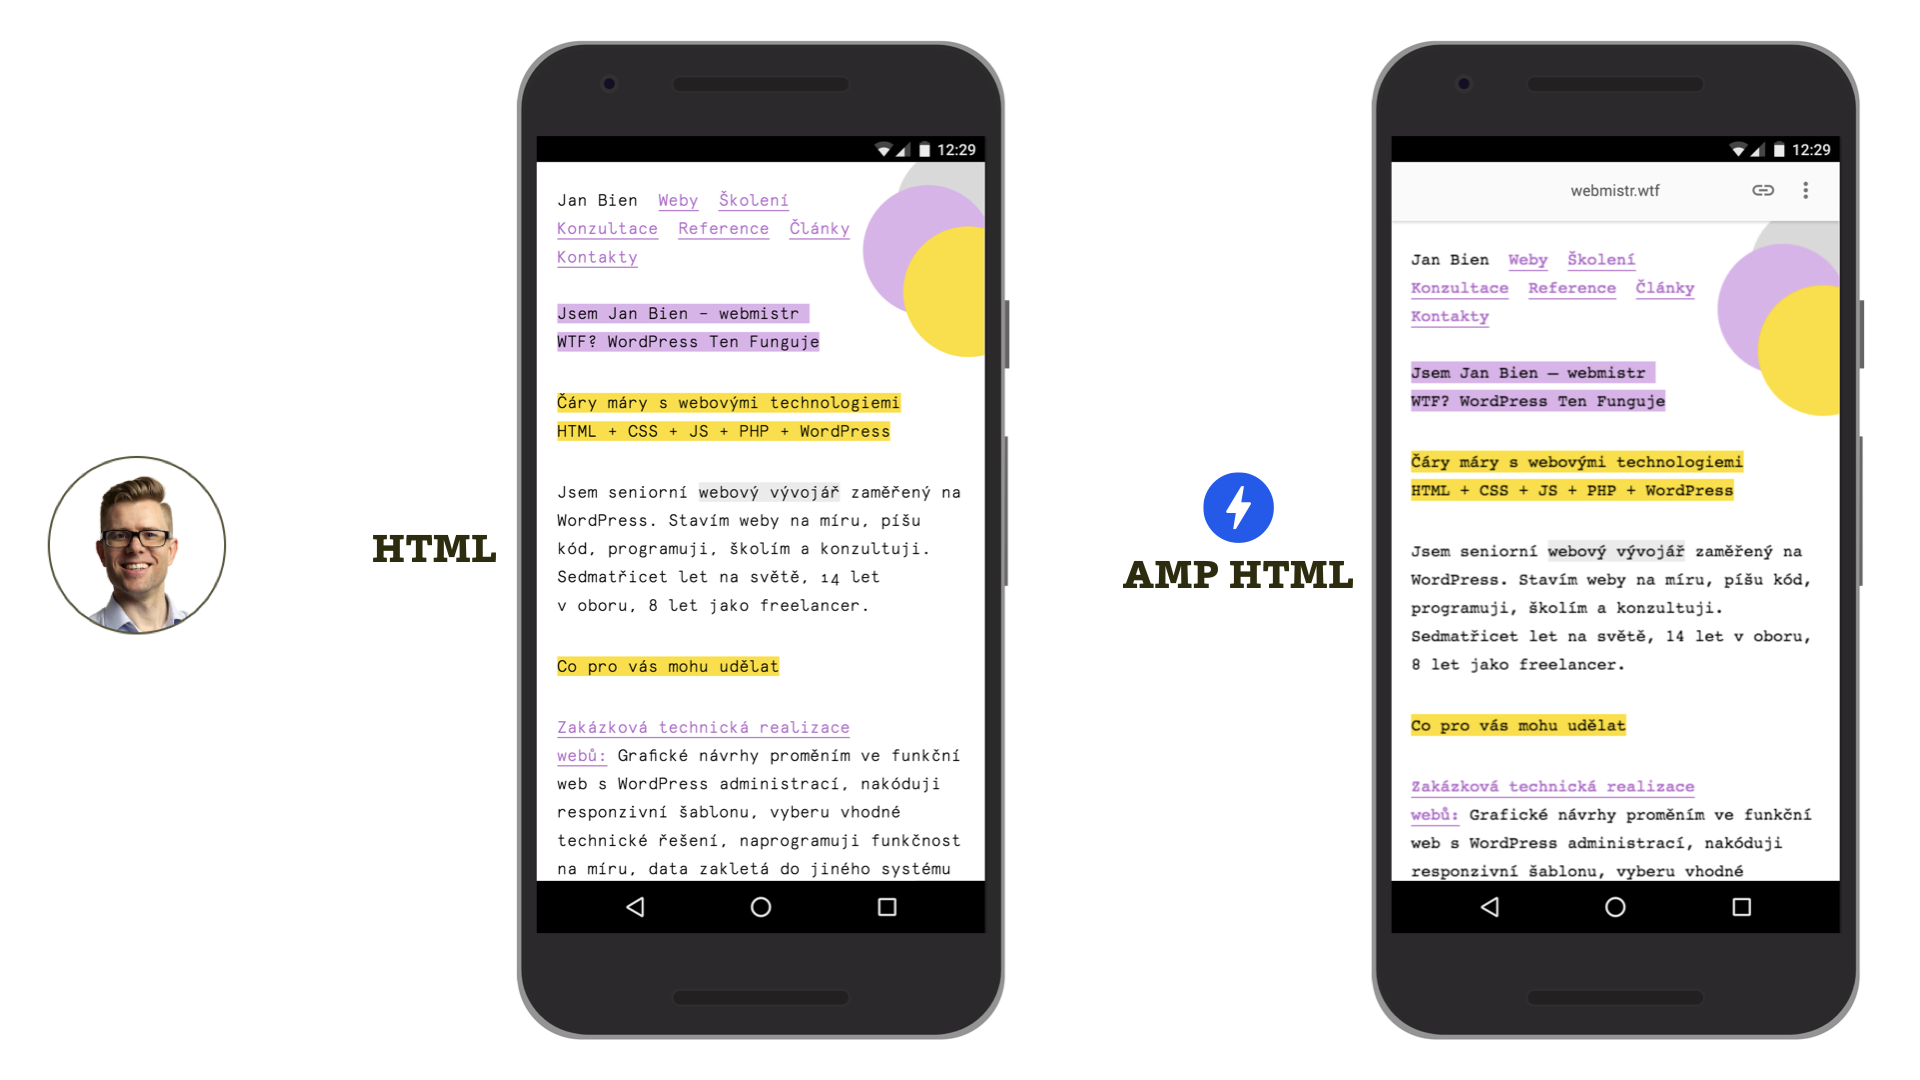 HTML
12:29
Jan Bien Weby Školení
Konzultace Reference Články
Kontakty
Jsem Jan Bien – webmistr
WTF? WordPress Ten Funguje
Čáry máry s webovými technologiemi
HTML + CSS + JS + PHP + WordPress
Jsem seniorní webový vývojář zaměřený na
WordPress. Stavím weby na míru, píšu
kód, programuji, školím a konzultuji.
Sedmatřicet let na světě, 14 let
v oboru, 8 let jako freelancer.
Co pro vás mohu udělat
Zakázková technická realizace
webů: Grafické návrhy proměním ve funkční
web s WordPress administrací, nakóduji
responzivní šablonu, vyberu vhodné
technické řešení, naprogramuji funkčnost
na míru, data zakletá do jiného systému
AMP HTML
12:29
webmistr.wtf
Jan Bien Weby Školení
Konzultace Reference Články
Kontakty
Jsem Jan Bien — webmistr
WTF? WordPress Ten Funguje
Čáry máry s webovými technologiemi
HTML + CSS + JS + PHP + WordPress
Jsem seniorní webový vývojář zaměřený na
WordPress. Stavím weby na míru, píšu kód,
programuji, školím a konzultuji.
Sedmatřicet let na světě, 14 let v oboru,
8 let jako freelancer.
Co pro vás mohu udělat
Zakázková technická realizace
webů: Grafické návrhy proměním ve funkční
web s WordPress administrací, nakóduji
responzivní šablonu, vyberu vhodné